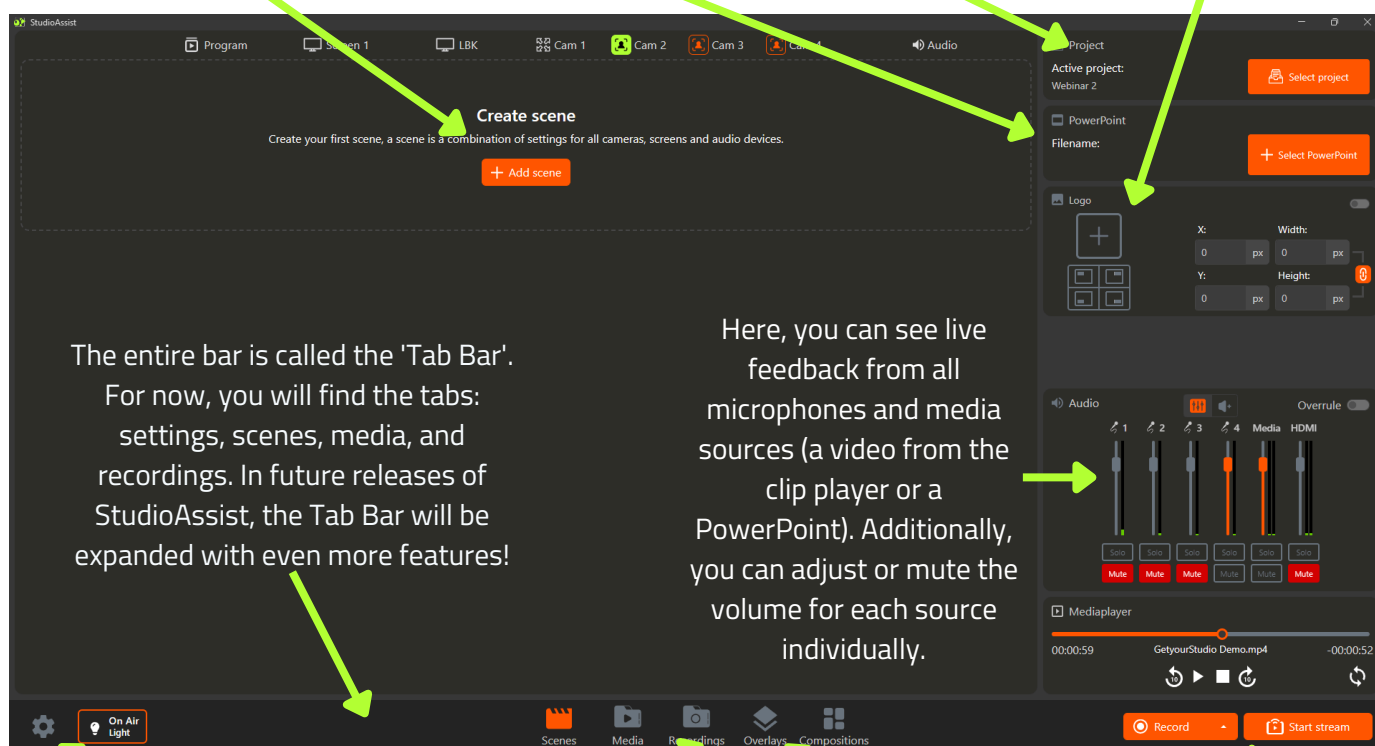 StudioAssist
Program
Screen 1
LBK
Cam 1
Cam 2
Cam 3
Audio
Project
Active project:
Webinar 2
Select project
Create scene
Create your first scene, a scene is a combination of settings for all cameras, screens and audio devices.
+ Add scene
PowerPoint
Filename:
+ Select PowerPoint
Logo
X:
Width:
0 px
0 px
Y:
Height:
0 px
0 px
The entire bar is called the 'Tab Bar'.
For now, you will find the tabs:
settings, scenes, media, and
recordings. In future releases of
StudioAssist, the Tab Bar will be
expanded with even more features!
Here, you can see live
feedback from all
microphones and media
sources (a video from the
clip player or a
PowerPoint). Additionally,
you can adjust or mute the
volume for each source
individually.
Audio
Overrule
1 2 3 4 Media HDMI
Solo Solo Solo Solo Solo Solo
Mute Mute Mute Mute Mute Mute
Mediaplayer
00:00:59
GetyourStudio Demo.mp4
-00:00:52
10
10
On Air
Light
Scenes
Media
Recordings
Overlays
Compositions
Record
Start stream